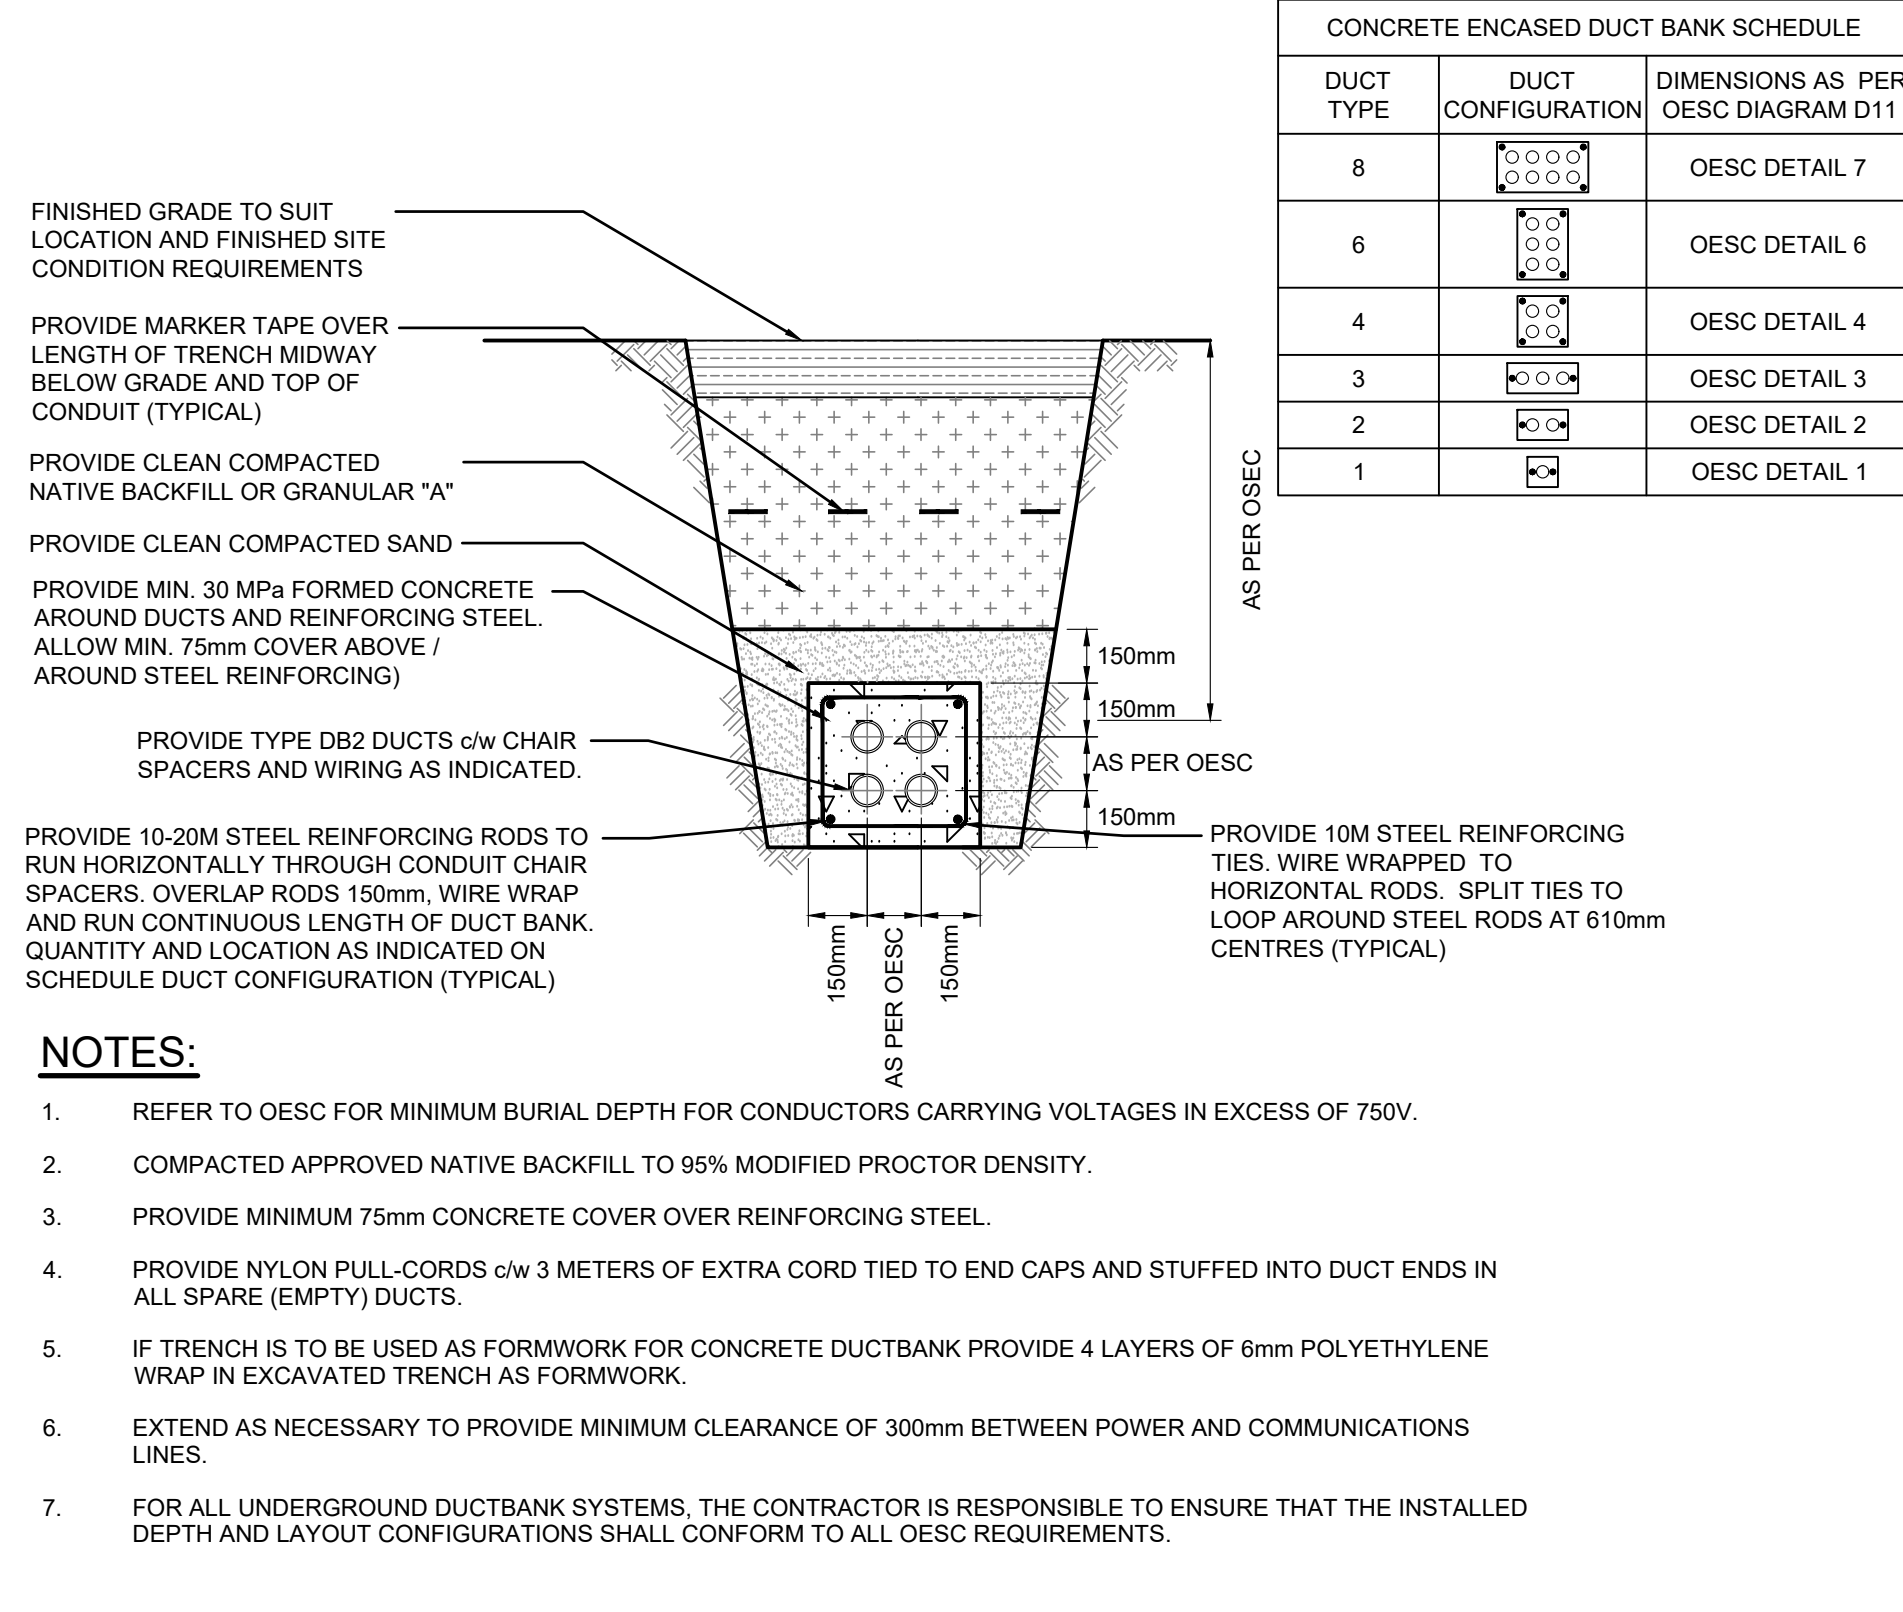 CONCRETE ENCASED DUCT BANK SCHEDULE
DUCT
TYPE
DUCT
CONFIGURATION
DIMENSIONS AS PER
OESC DIAGRAM D11
8
OESC DETAIL 7
6
OESC DETAIL 6
4
OESC DETAIL 4
3
OESC DETAIL 3
2
OESC DETAIL 2
1
OESC DETAIL 1
FINISHED GRADE TO SUIT
LOCATION AND FINISHED SITE
CONDITION REQUIREMENTS
PROVIDE MARKER TAPE OVER
LENGTH OF TRENCH MIDWAY
BELOW GRADE AND TOP OF
CONDUIT (TYPICAL)
PROVIDE CLEAN COMPACTED
NATIVE BACKFILL OR GRANULAR "A"
PROVIDE CLEAN COMPACTED SAND
PROVIDE MIN. 30 MPa FORMED CONCRETE
AROUND DUCTS AND REINFORCING STEEL.
ALLOW MIN. 75mm COVER ABOVE /
AROUND STEEL REINFORCING)
PROVIDE TYPE DB2 DUCTS c/w CHAIR
SPACERS AND WIRING AS INDICATED.
PROVIDE 10-20M STEEL REINFORCING RODS TO
RUN HORIZONTALLY THROUGH CONDUIT CHAIR
SPACERS. OVERLAP RODS 150mm, WIRE WRAP
AND RUN CONTINUOUS LENGTH OF DUCT BANK.
QUANTITY AND LOCATION AS INDICATED ON
SCHEDULE DUCT CONFIGURATION (TYPICAL)
AS PER OSEC
150mm
150mm
AS PER OESC
150mm
PROVIDE 10M STEEL REINFORCING
TIES. WIRE WRAPPED TO
HORIZONTAL RODS. SPLIT TIES TO
LOOP AROUND STEEL RODS AT 610mm
CENTRES (TYPICAL)
150mm
AS PER OESC
150mm
NOTES:
1. REFER TO OESC FOR MINIMUM BURIAL DEPTH FOR CONDUCTORS CARRYING VOLTAGES IN EXCESS OF 750V.
2. COMPACTED APPROVED NATIVE BACKFILL TO 95% MODIFIED PROCTOR DENSITY.
3. PROVIDE MINIMUM 75mm CONCRETE COVER OVER REINFORCING STEEL.
4. PROVIDE NYLON PULL-CORDS c/w 3 METERS OF EXTRA CORD TIED TO END CAPS AND STUFFED INTO DUCT ENDS IN
ALL SPARE (EMPTY) DUCTS.
5. IF TRENCH IS TO BE USED AS FORMWORK FOR CONCRETE DUCTBANK PROVIDE 4 LAYERS OF 6mm POLYETHYLENE
WRAP IN EXCAVATED TRENCH AS FORMWORK.
6. EXTEND AS NECESSARY TO PROVIDE MINIMUM CLEARANCE OF 300mm BETWEEN POWER AND COMMUNICATIONS
LINES.
7. FOR ALL UNDERGROUND DUCTBANK SYSTEMS, THE CONTRACTOR IS RESPONSIBLE TO ENSURE THAT THE INSTALLED
DEPTH AND LAYOUT CONFIGURATIONS SHALL CONFORM TO ALL OESC REQUIREMENTS.